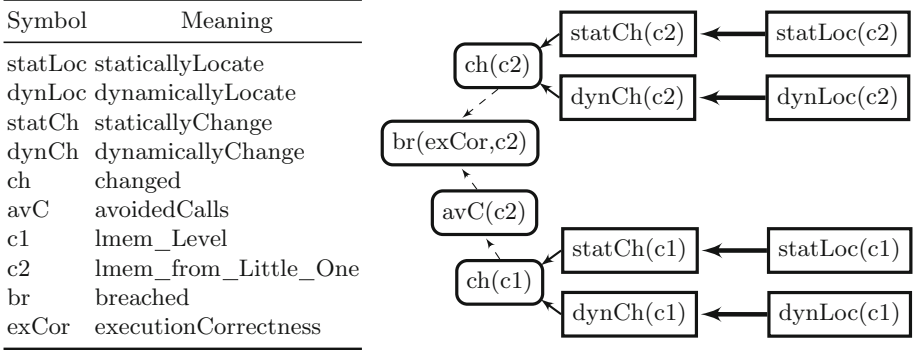 Symbol Meaning
statLoc staticallyLocate
dynLoc dynamicallyLocate
statCh staticallyChange
dynCh dynamicallyChange
ch changed
avC avoidedCalls
c1 lmem_Level
c2 lmem_from_Little_One
br breached
exCor executionCorrectness
statCh(c2) statLoc(c2)
ch(c2)
dynCh(c2) dynLoc(c2)
br(exCor,c2)
avC(c2)
statCh(c1) statLoc(c1)
ch(c1)
dynCh(c1) dynLoc(c1)